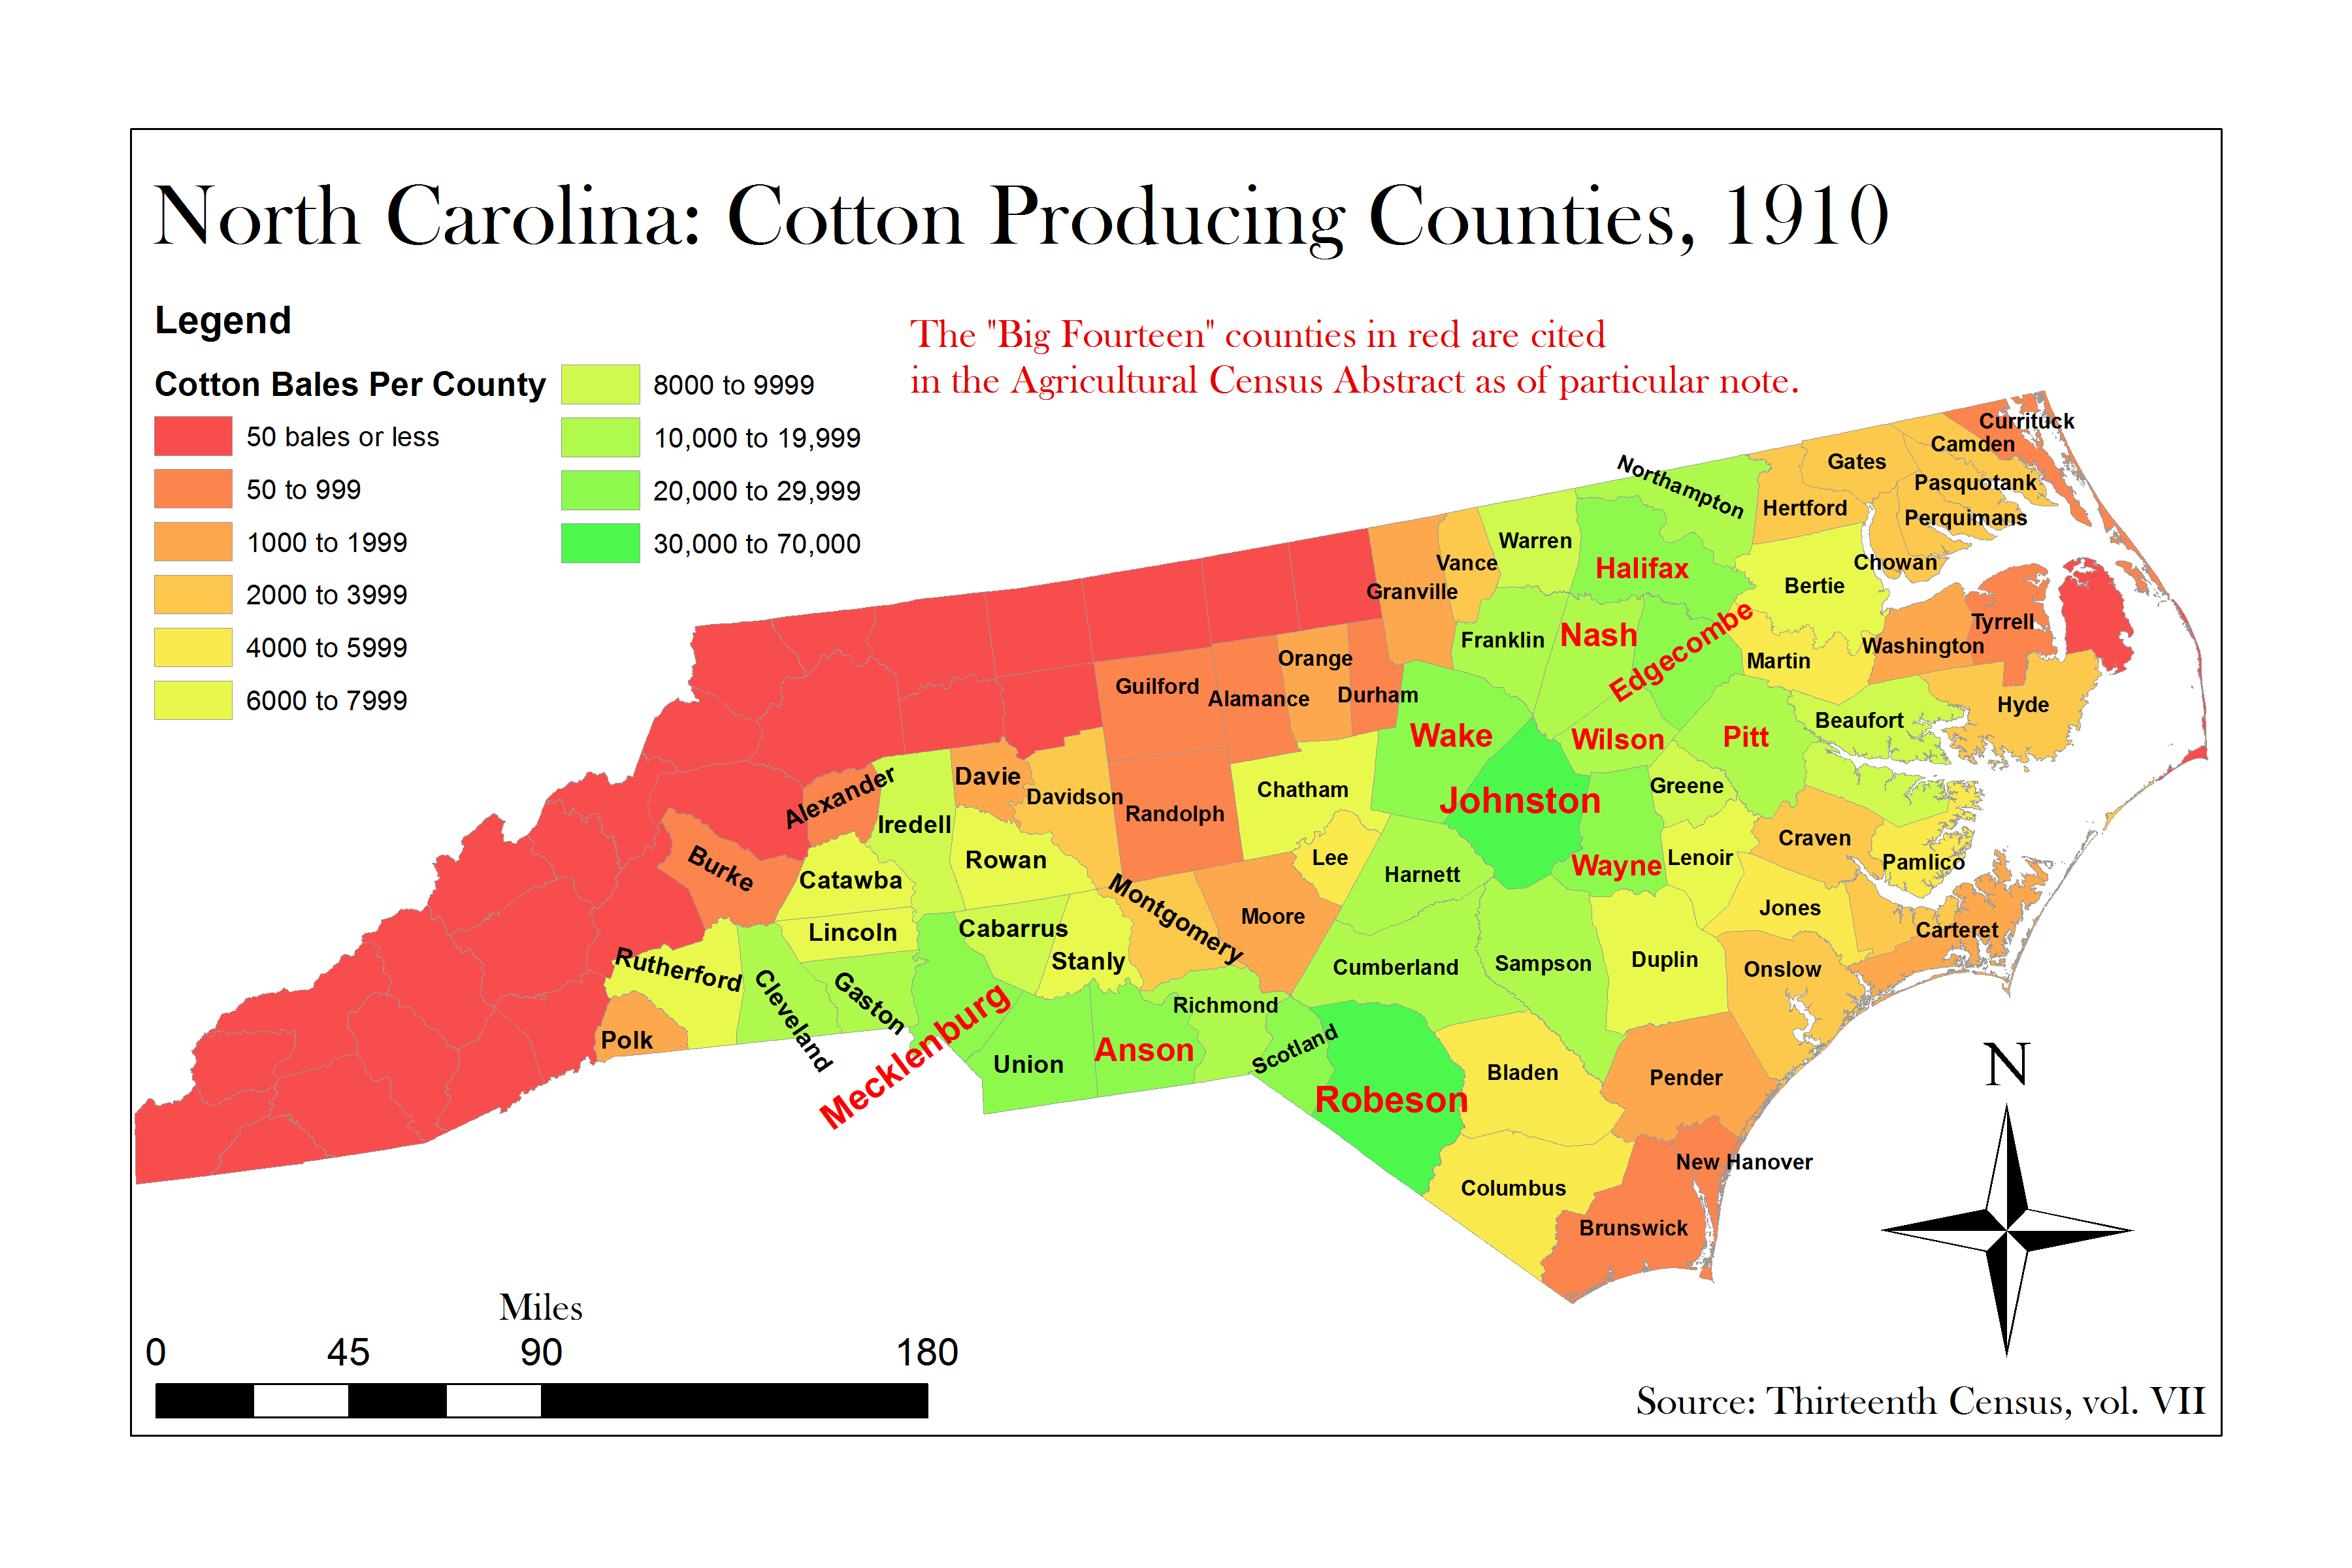 North Carolina: Cotton Producing Counties, 1910
Legend
Cotton Bales Per County
50 bales or less
50 to 999
1000 to 1999
2000 to 3999
4000 to 5999
6000 to 7999
8000 to 9999
10,000 to 19,999
20,000 to 29,999
30,000 to 70,000
The "Big Fourteen" counties in red are cited
in the Agricultural Census Abstract as of particular note.
Currituck
Camden
Gates
Pasquotank
Northampton
Hertford
Perquimans
Warren
Vance
Halifax
Chowan
Granville
Bertie
Tyrrell
Franklin
Nash
Edgecombe
Washington
Orange
Martin
Guilford
Alamance
Durham
Hyde
Beaufort
Wake
Wilson
Pitt
Davie
Alexander
Davidson
Chatham
Greene
Johnston
Randolph
Iredell
Craven
Rowan
Lee
Wayne
Lenoir
Pamlico
Burke
Catawba
Harnett
Montgomery
Moore
Jones
Lincoln
Cabarrus
Carteret
Stanly
Cumberland
Sampson
Duplin
Onslow
Rutherford
Cleveland
Gaston
Richmond
Polk
Mecklenburg
Union
Anson
Scotland
Robeson
Bladen
Pender
New Hanover
Columbus
Brunswick
N
Miles
0 45 90 180
Source: Thirteenth Census, vol. VII